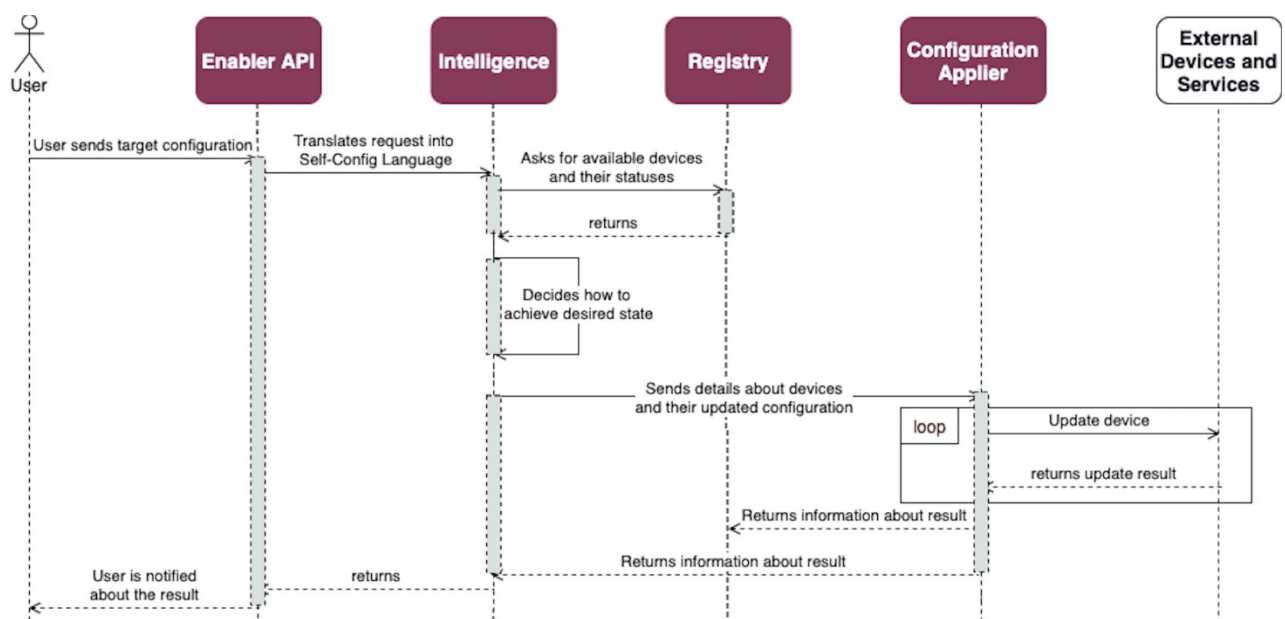 User
Enabler API
Intelligence
Registry
Configuration
Applier
External
Devices and
Services
User sends target configuration
Translates request into
Self-Config Language
Asks for available devices
and their statuses
returns
Decides how to
achieve desired state
Sends details about devices
and their updated configuration
loop
Update device
returns update result
Returns information about result
Returns information about result
returns
User is notified
about the result